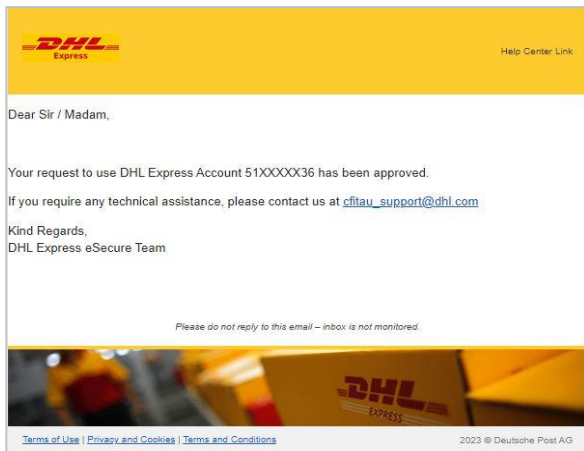 DHL
Express
Help Center Link
Dear Sir / Madam,
Your request to use DHL Express Account 51XXXXX36 has been approved.
If you require any technical assistance, please contact us at cfitau_support@dhl.com
Kind Regards,
DHL Express eSecure Team
Please do not reply to this email – inbox is not monitored.
DHL
EXPRESS
Terms of Use | Privacy and Cookies | Terms and Conditions
2023 © Deutsche Post AG